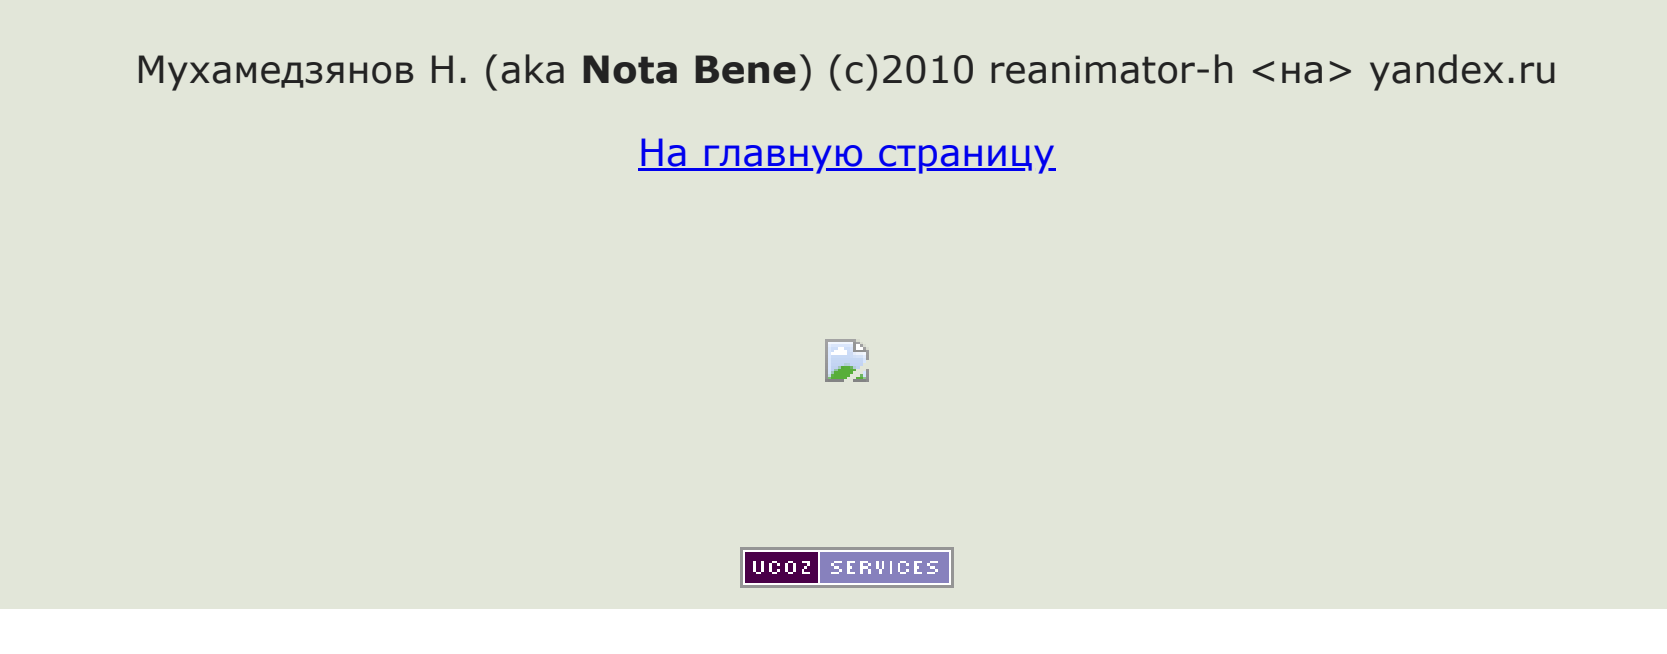 Мухамедзянов Н. (aka Nota Bene) (c)2010 reanimator-h <на> yandex.ru
На главную страницу
UCOZ SERVICES